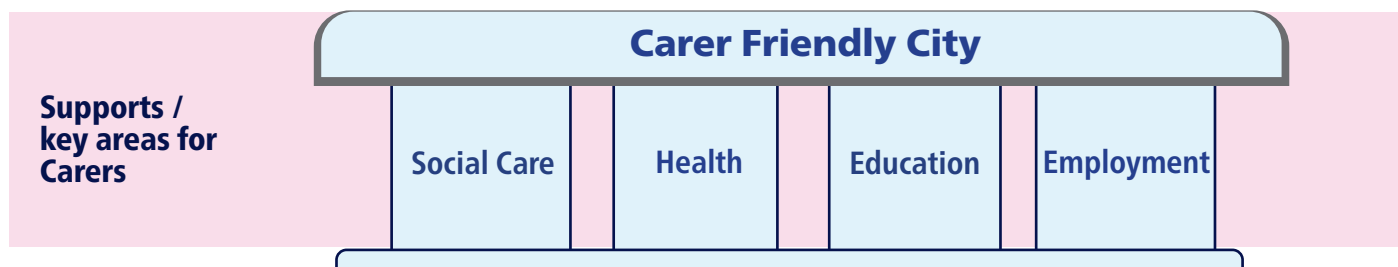 Carer Friendly City
Supports /
key areas for
Carers
Social Care
Health
Education
Employment